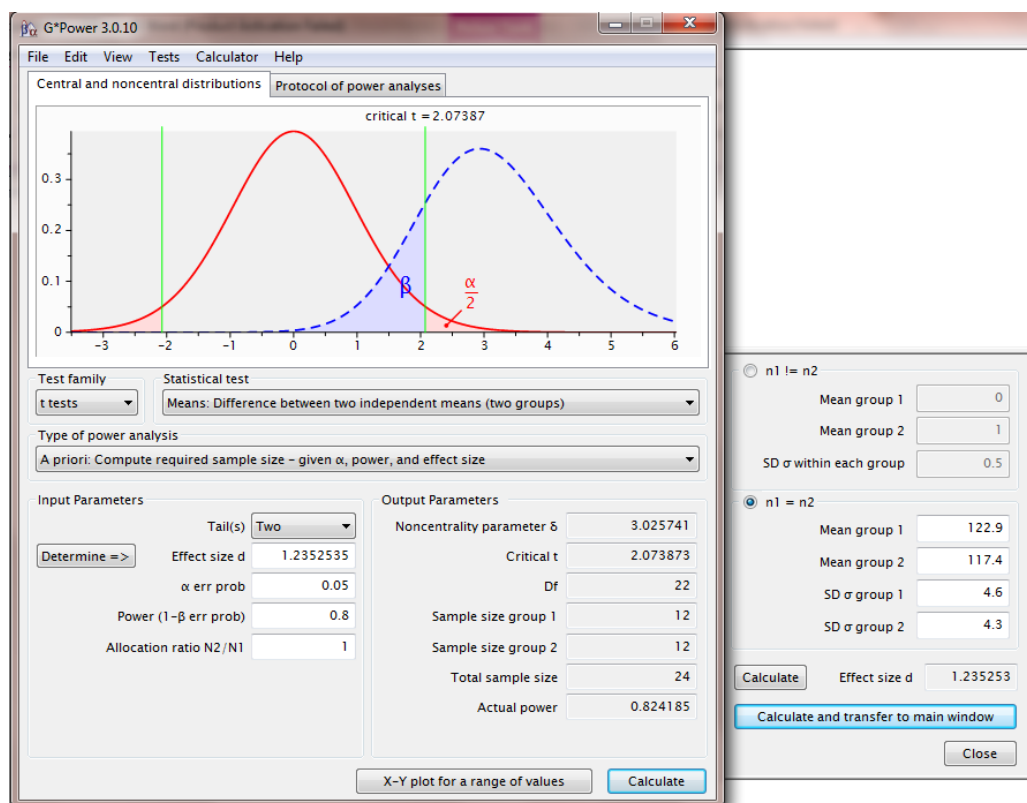 G*Power 3.0.10
File Edit View Tests Calculator Help
Central and noncentral distributions Protocol of power analyses
critical t = 2.07387
0.3
0.2
0.1
0
β
α
2
-3 -2 -1 0 1 2 3 4 5 6
Test family Statistical test
t tests Means: Difference between two independent means (two groups)
Type of power analysis
A priori: Compute required sample size – given α, power, and effect size
Input Parameters
Tail(s) Two
Determine => Effect size d 1.2352535
α err prob 0.05
Power (1-β err prob) 0.8
Allocation ratio N2/N1 1
Output Parameters
Noncentrality parameter δ 3.025741
Critical t 2.073873
Df 22
Sample size group 1 12
Sample size group 2 12
Total sample size 24
Actual power 0.824185
X-Y plot for a range of values Calculate
n1 != n2
Mean group 1 0
Mean group 2 1
SD σ within each group 0.5
n1 = n2
Mean group 1 122.9
Mean group 2 117.4
SD σ group 1 4.6
SD σ group 2 4.3
Calculate Effect size d 1.235253
Calculate and transfer to main window
Close